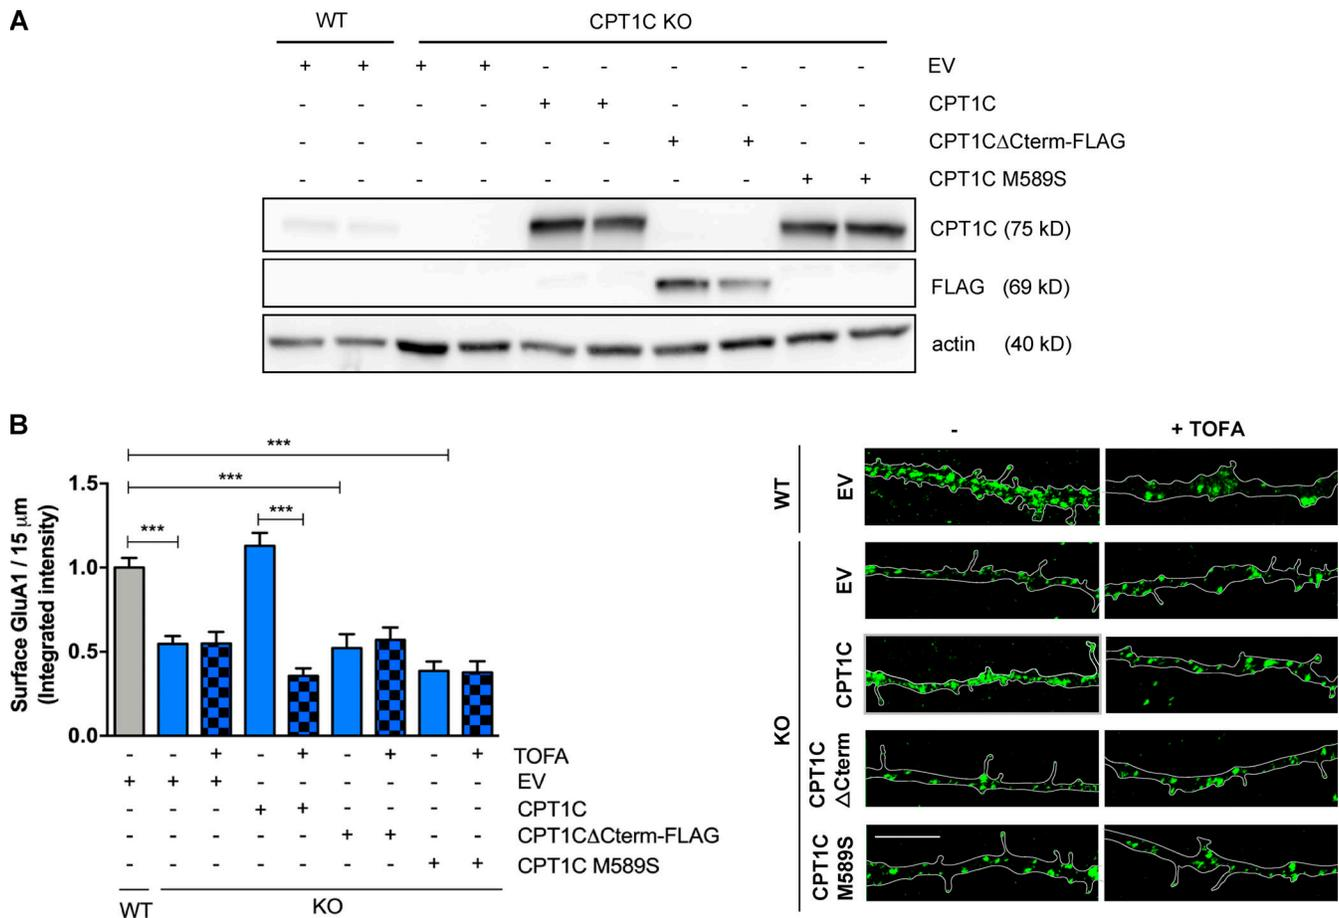 A
WT CPT1C KO
+ + + + - - - - - - EV
- - - - + + - - - - CPT1C
- - - - - - + + - - CPT1CΔCterm-FLAG
- - - - - - - - + + CPT1C M589S
CPT1C (75 kD)
FLAG (69 kD)
actin (40 kD)
B
***
***
***
***
Surface GluA1 / 15 μm
(Integrated intensity)
1.5
1.0
0.5
0.0
- - + - + - + - + TOFA
+ + + - - - - - - EV
- - - + + - - - - CPT1C
- - - - - + + - - CPT1CΔCterm-FLAG
- - - - - - - + + CPT1C M589S
WT KO
- + TOFA
WT
EV
KO
EV
CPT1C
CPT1C
ΔCterm
CPT1C
M589S